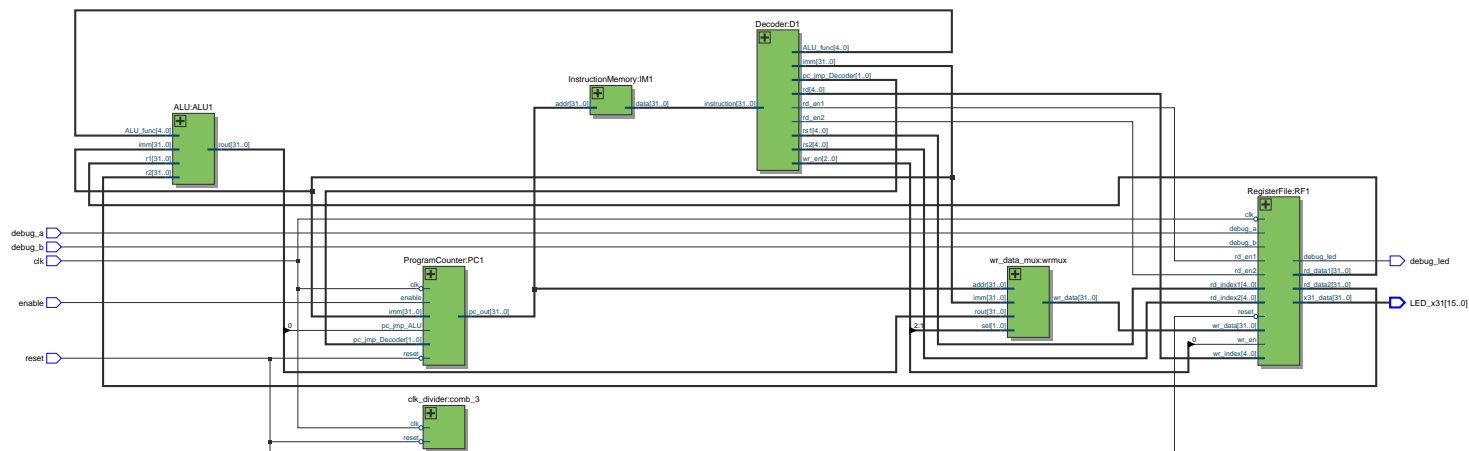 Decoder:D1
ALU_func[4..0]
imm[31..0]
pc_jmp_Decoder[1..0]
rd[4..0]
rd_en1
rd_en2
rs1[4..0]
rs2[4..0]
wr_en[2..0]
instruction[31..0]
InstructionMemory:IM1
addr[31..0]
data[31..0]
ALU:ALU1
ALU_func[4..0]
imm[31..0]
r1[31..0]
r2[31..0]
rout[31..0]
RegisterFile:RF1
clk
debug_a
debug_b
rd_en1
rd_en2
rd_index1[4..0]
rd_index2[4..0]
reset
wr_data[31..0]
0
wr_en
wr_index[4..0]
debug_led
rd_data1[31..0]
rd_data2[31..0]
x31_data[31..0]
debug_led
LED_x31[15..0]
debug_a
debug_b
clk
enable
reset
ProgramCounter:PC1
clk
enable
imm[31..0]
0
pc_jmp_ALU
pc_jmp_Decoder[1..0]
reset
pc_out[31..0]
wr_data_mux:wrmux
addr[31..0]
imm[31..0]
rout[31..0]
2:1
sel[1..0]
wr_data[31..0]
clk_divider:comb_3
clk
reset